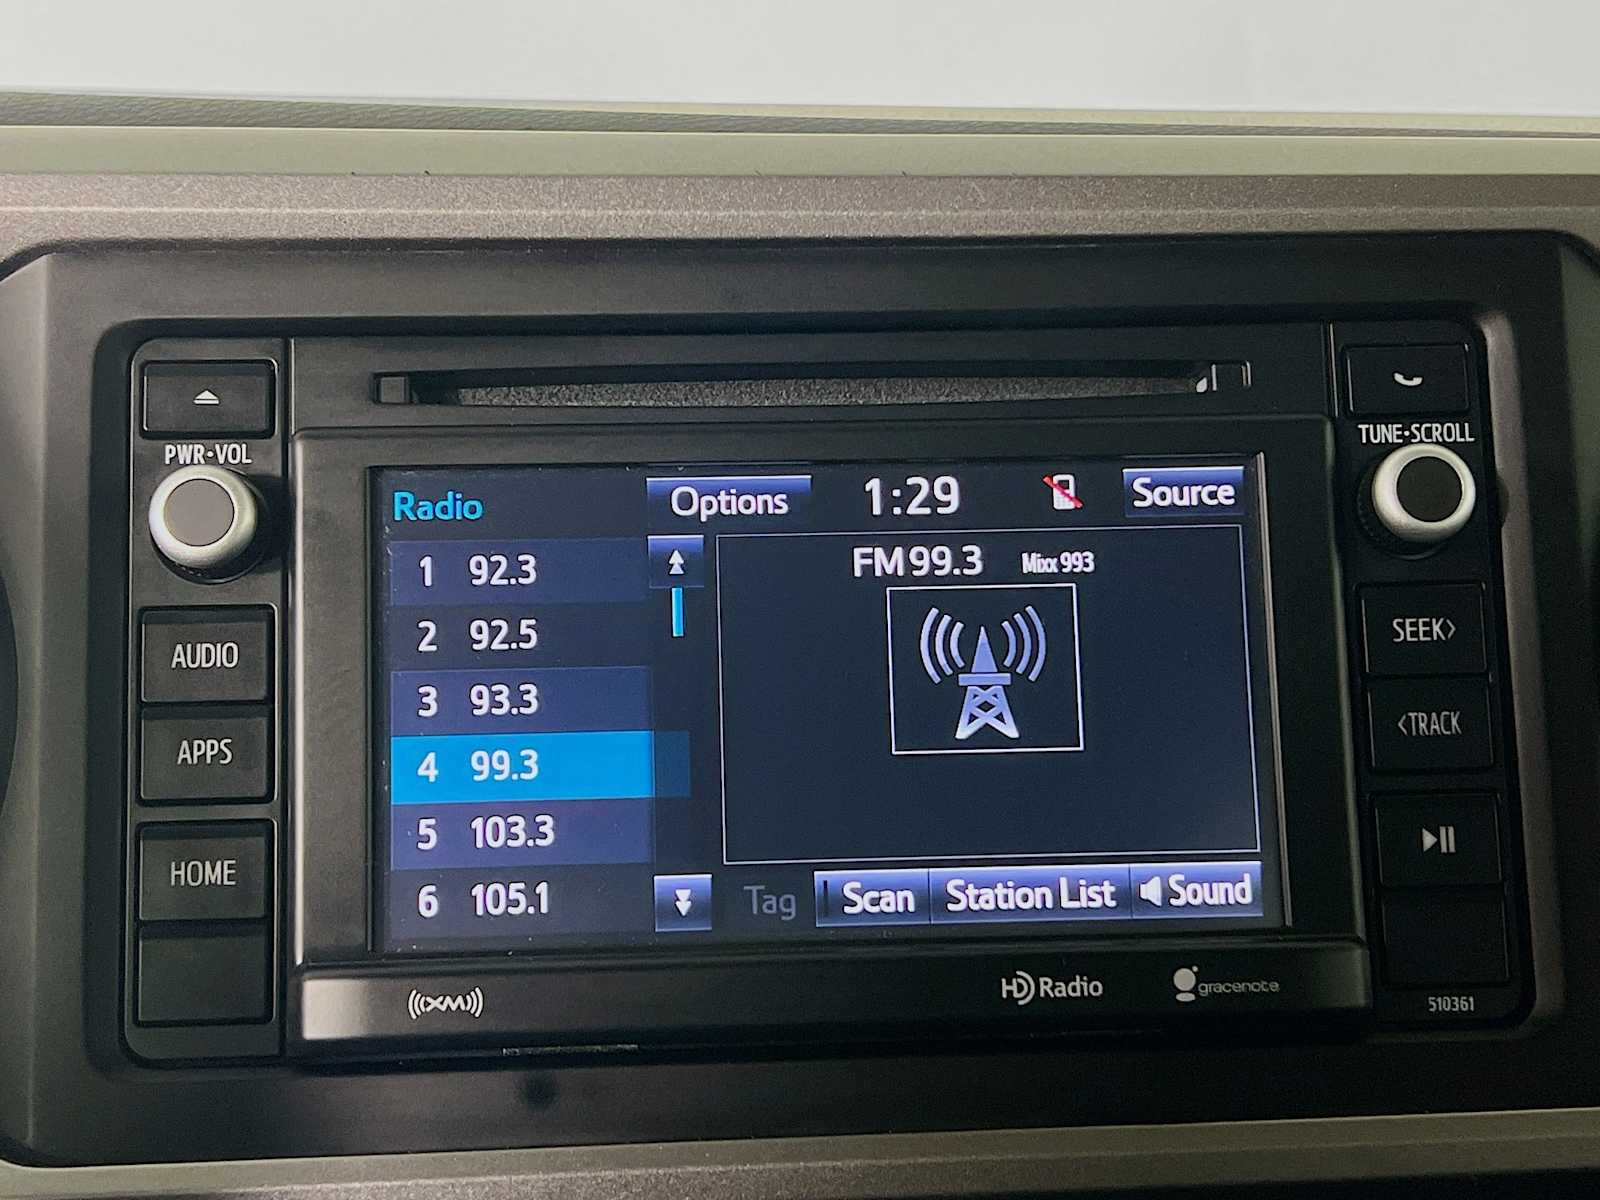 PWR•VOL
TUNE•SCROLL
Radio
Options
1:29
Source
1 92.3
2 92.5
3 93.3
4 99.3
5 103.3
6 105.1
FM 99.3 Mixx 993
Tag
Scan
Station List
Sound
AUDIO
APPS
HOME
SEEK>
<TRACK
((XM))
HD Radio
gracenote
510361